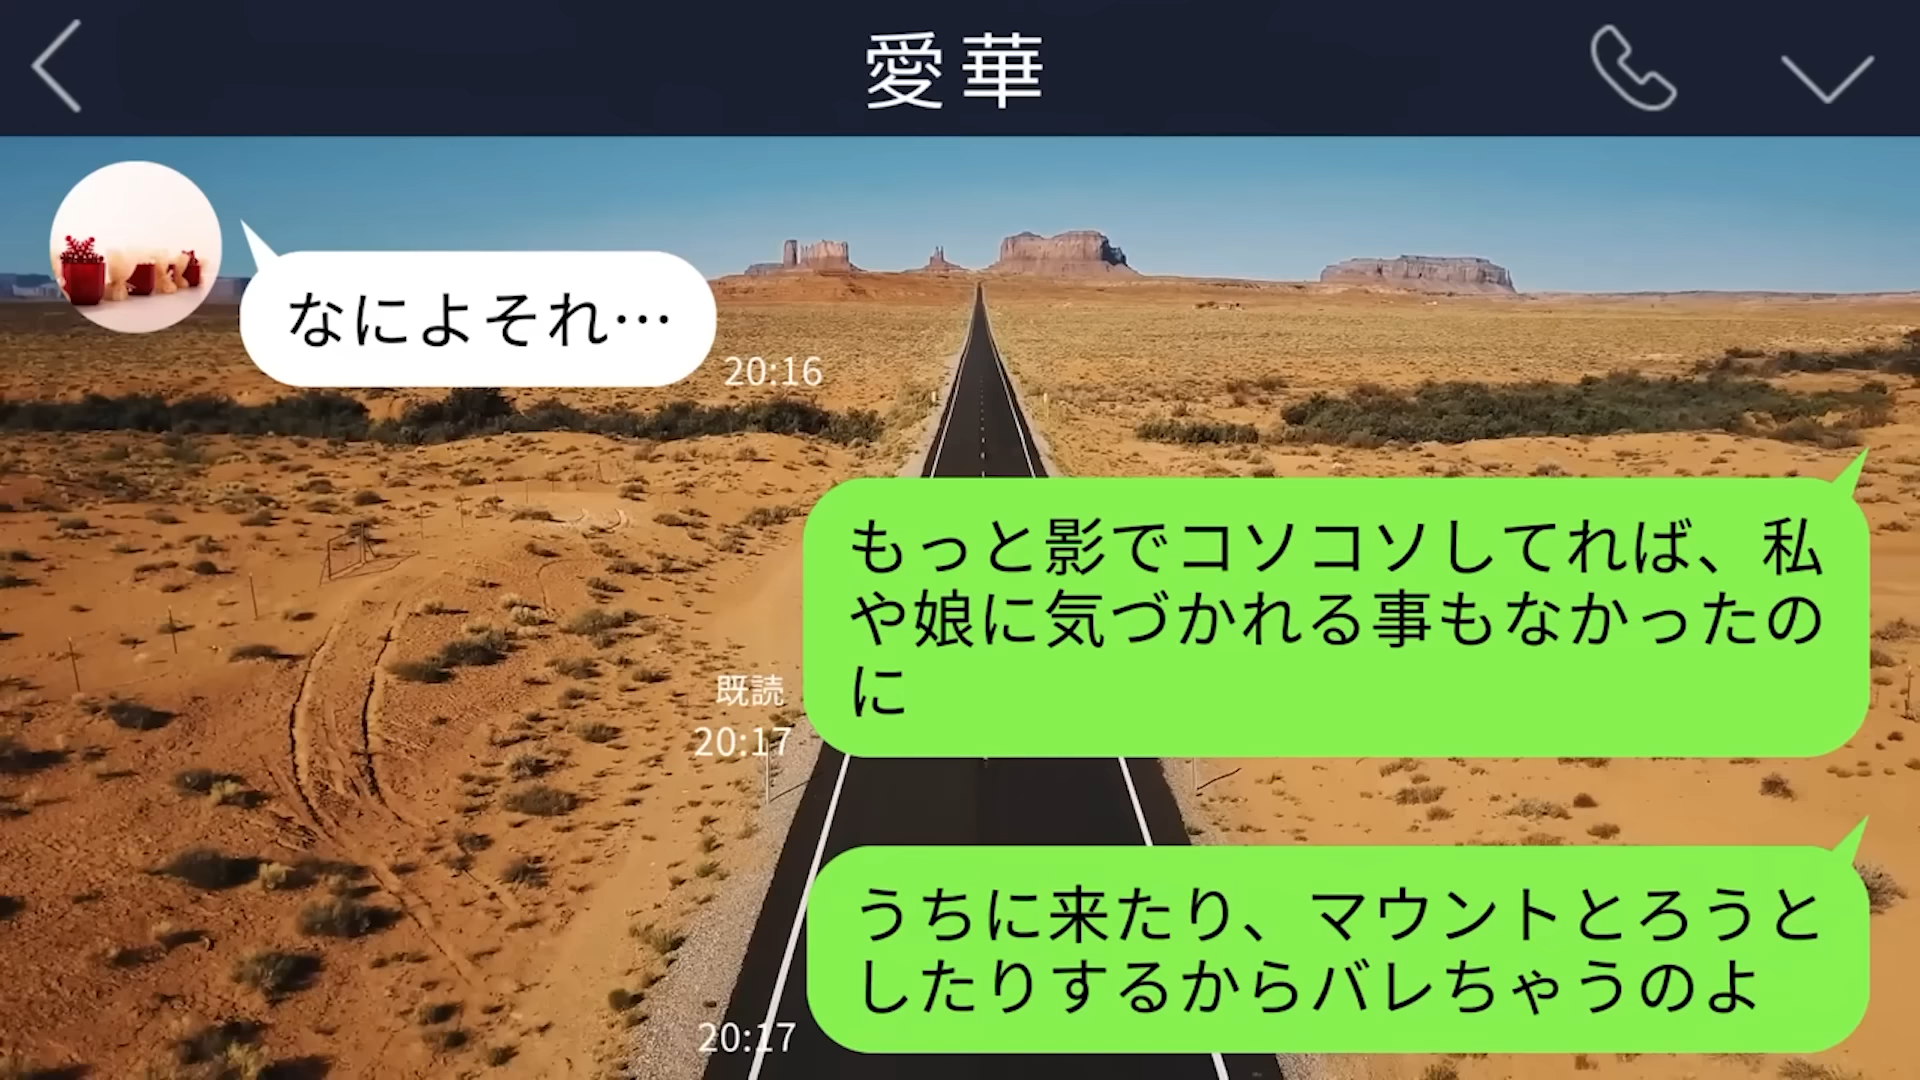 愛華
なによそれ…
20:16
もっと影でコソコソしてれば、私
や娘に気づかれる事もなかったの
に
既読
20:17
うちに来たり、マウントとろうと
したりするからバレちゃうのよ
20:17